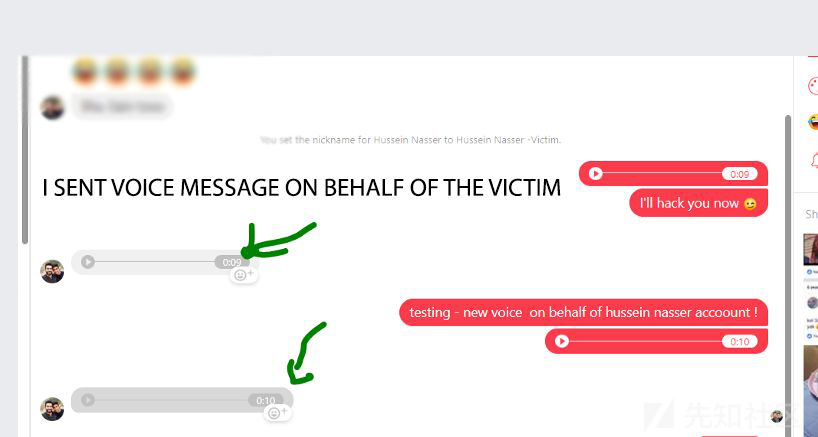 You set the nickname for Hussein Nasser to Hussein Nasser -Victim.
0:09
I SENT VOICE MESSAGE ON BEHALF OF THE VICTIM
I'll hack you now 😉
0:09
testing - new voice on behalf of hussein nasser accoount !
0:10
0:10
Sh
先知社区